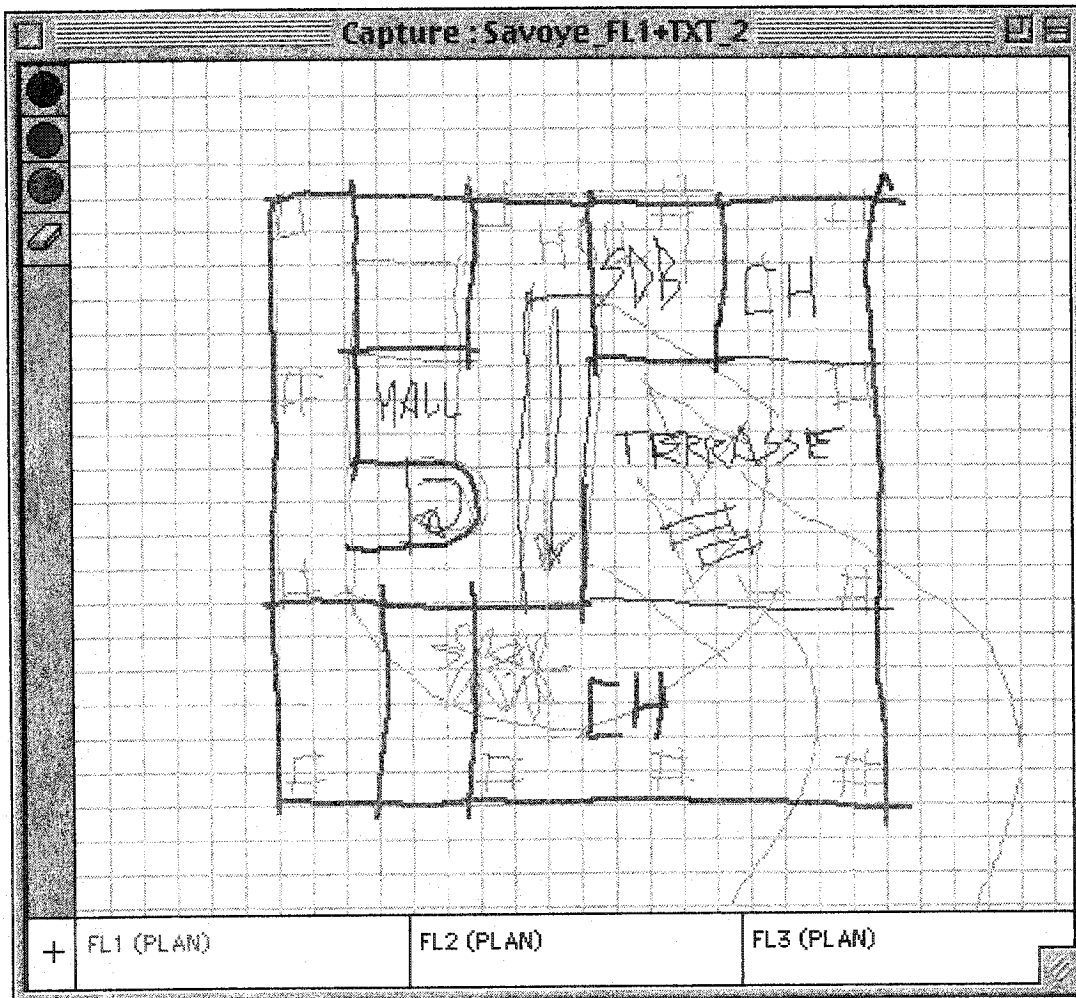 Capture : Savoye_FL1+TXT_2
SDB
CH
MALL
TERRASSE
CH
+
FL1 (PLAN)
FL2 (PLAN)
FL3 (PLAN)